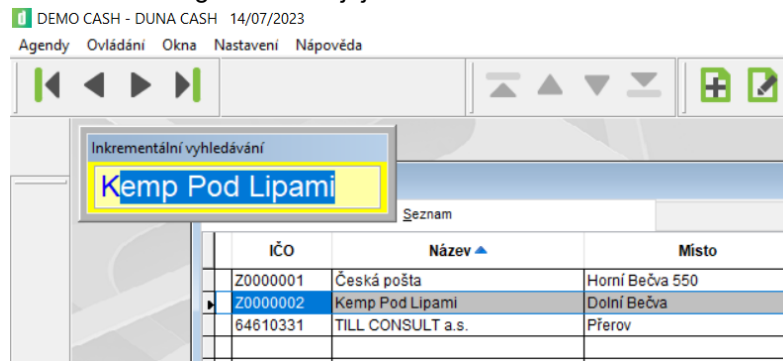 DEMO CASH - DUNA CASH 14/07/2023
Agendy Ovládání Okna Nastavení Nápověda
Inkrementální vyhledávání
Kemp Pod Lipami
Seznam
IČO Název Místo
Z0000001 Česká pošta Horní Bečva 550
Z0000002 Kemp Pod Lipami Dolní Bečva
64610331 TILL CONSULT a.s. Přerov